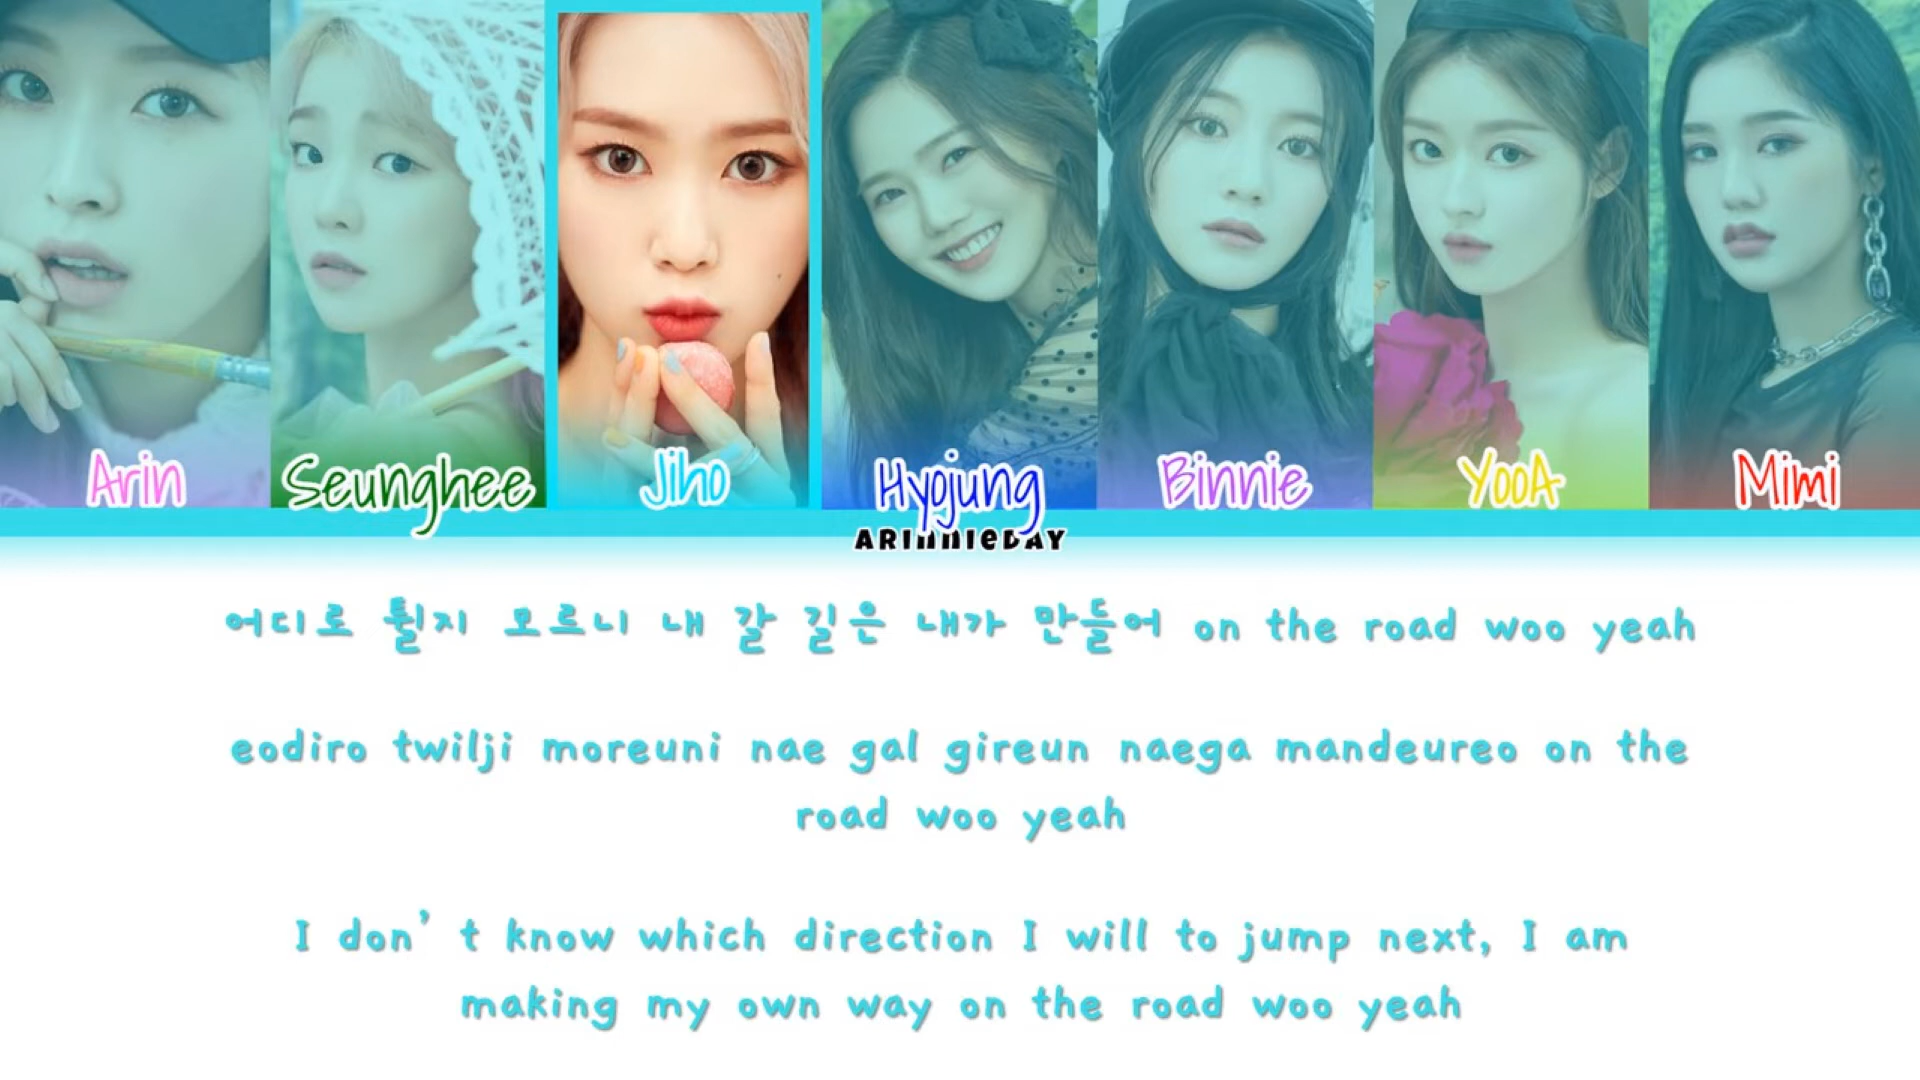 Arin
Seunghee
Jiho
Hyojung
Binnie
YooA
Mimi
ARINNIEDAY
어디로 튈지 모르니 내 갈 길은 내가 만들어 on the road woo yeah
eodiro twilji moreuni nae gal gireun naega mandeureo on the
road woo yeah
I don't know which direction I will to jump next, I am
making my own way on the road woo yeah